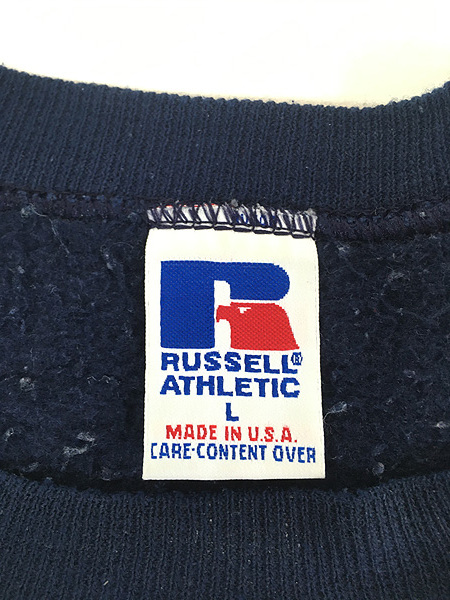 R
RUSSELL®
ATHLETIC
L
MADE IN U.S.A.
CARE·CONTENT OVER